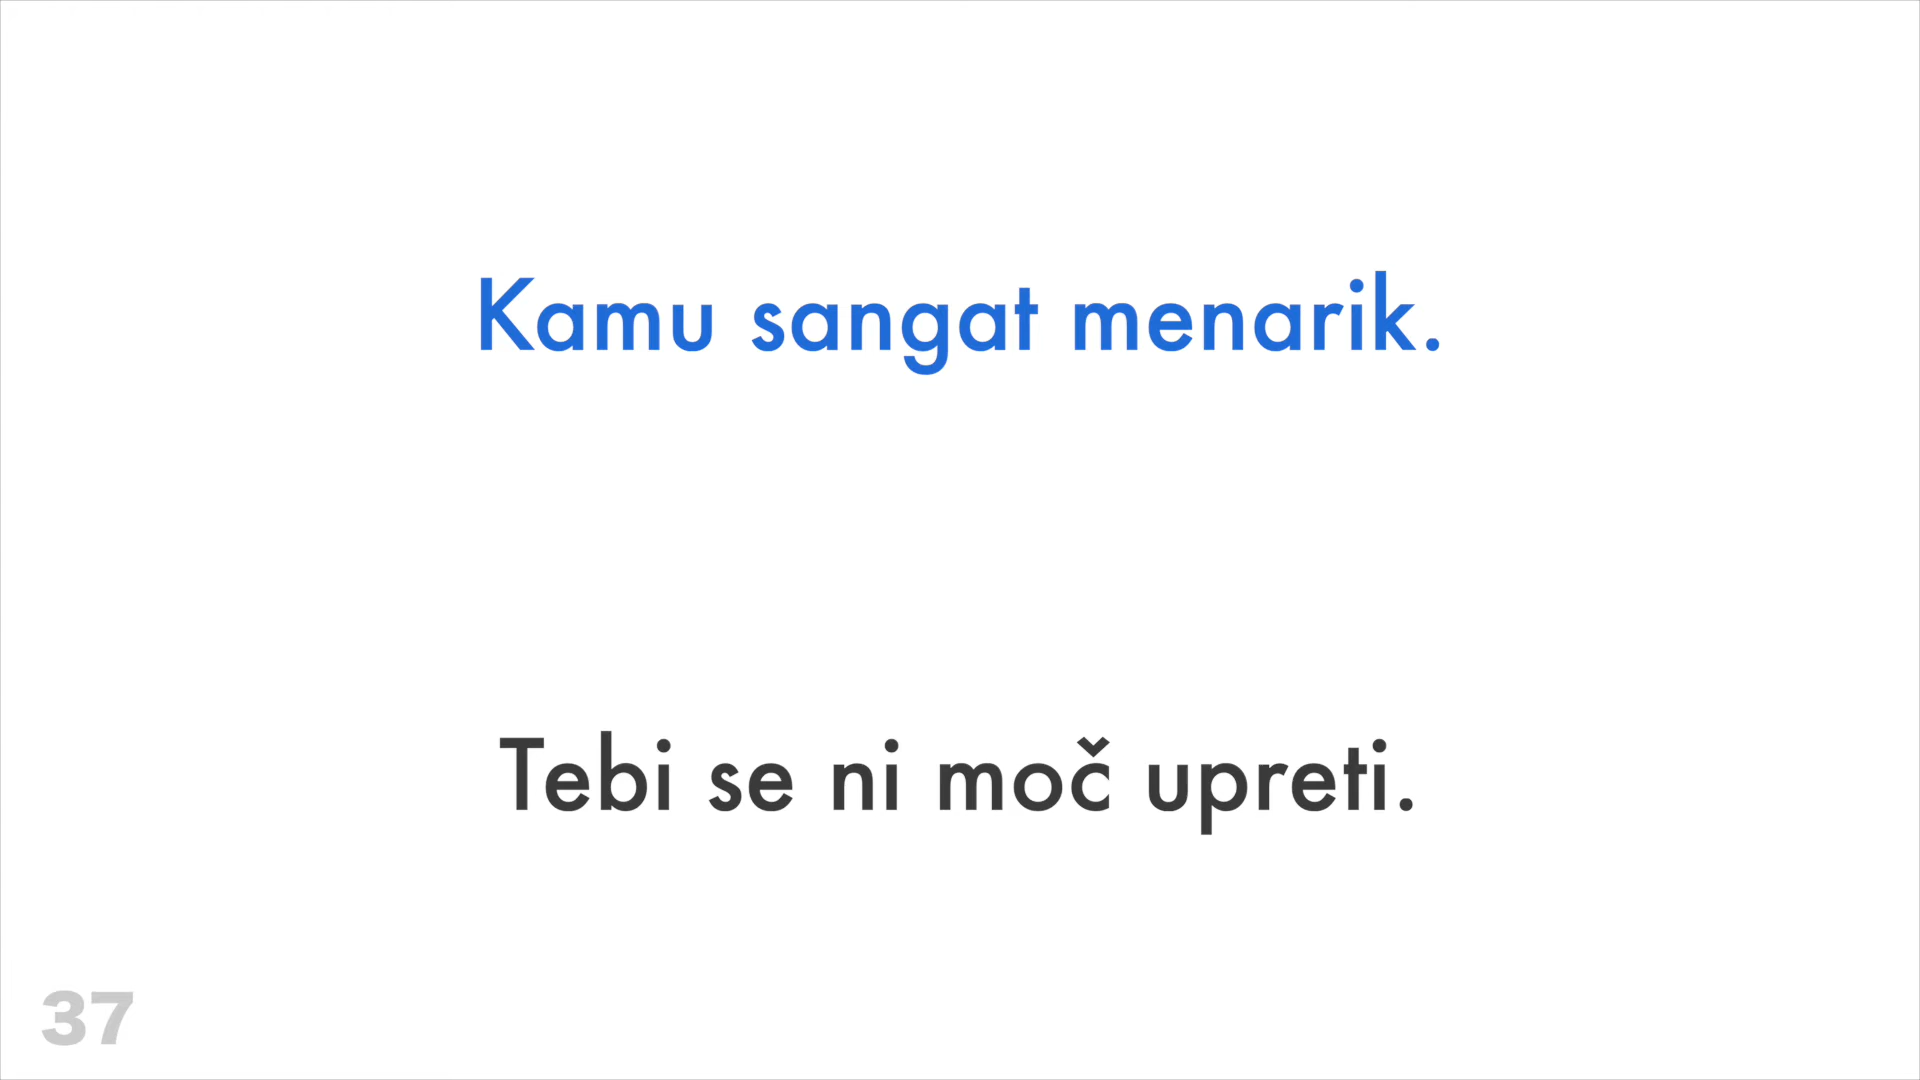 Kamu sangat menarik.
Tebi se ni moč upreti.
37